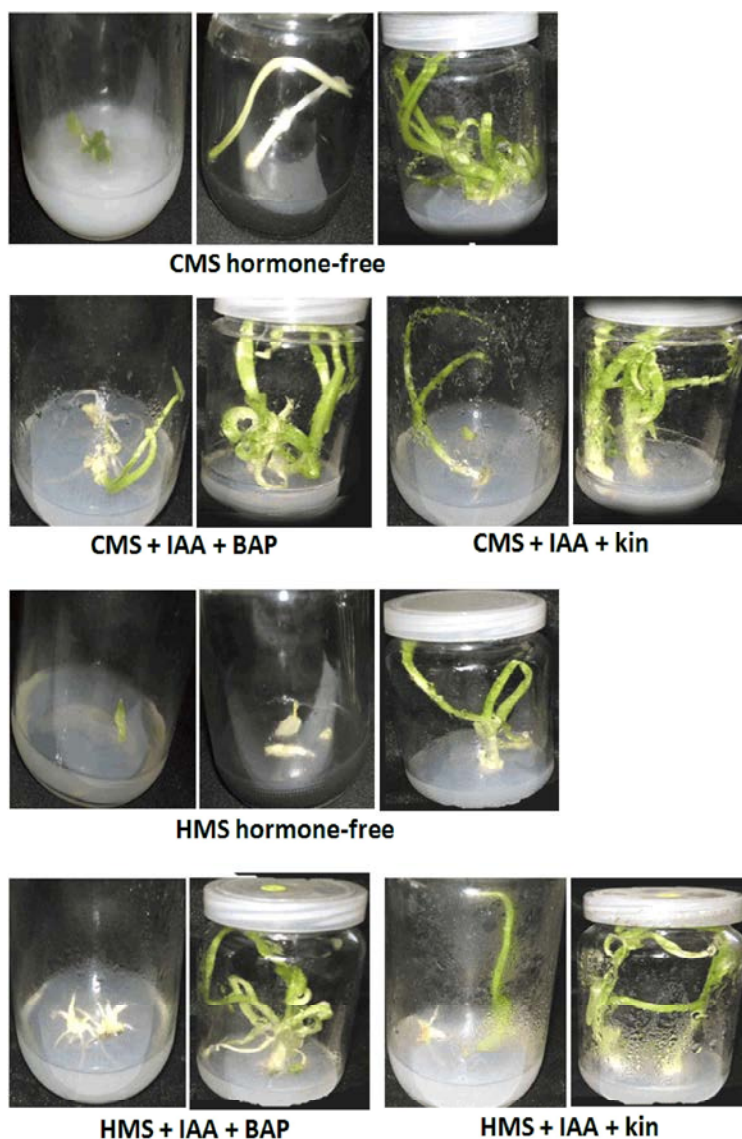 CMS hormone-free
CMS + IAA + BAP
CMS + IAA + kin
HMS hormone-free
HMS + IAA + BAP
HMS + IAA + kin